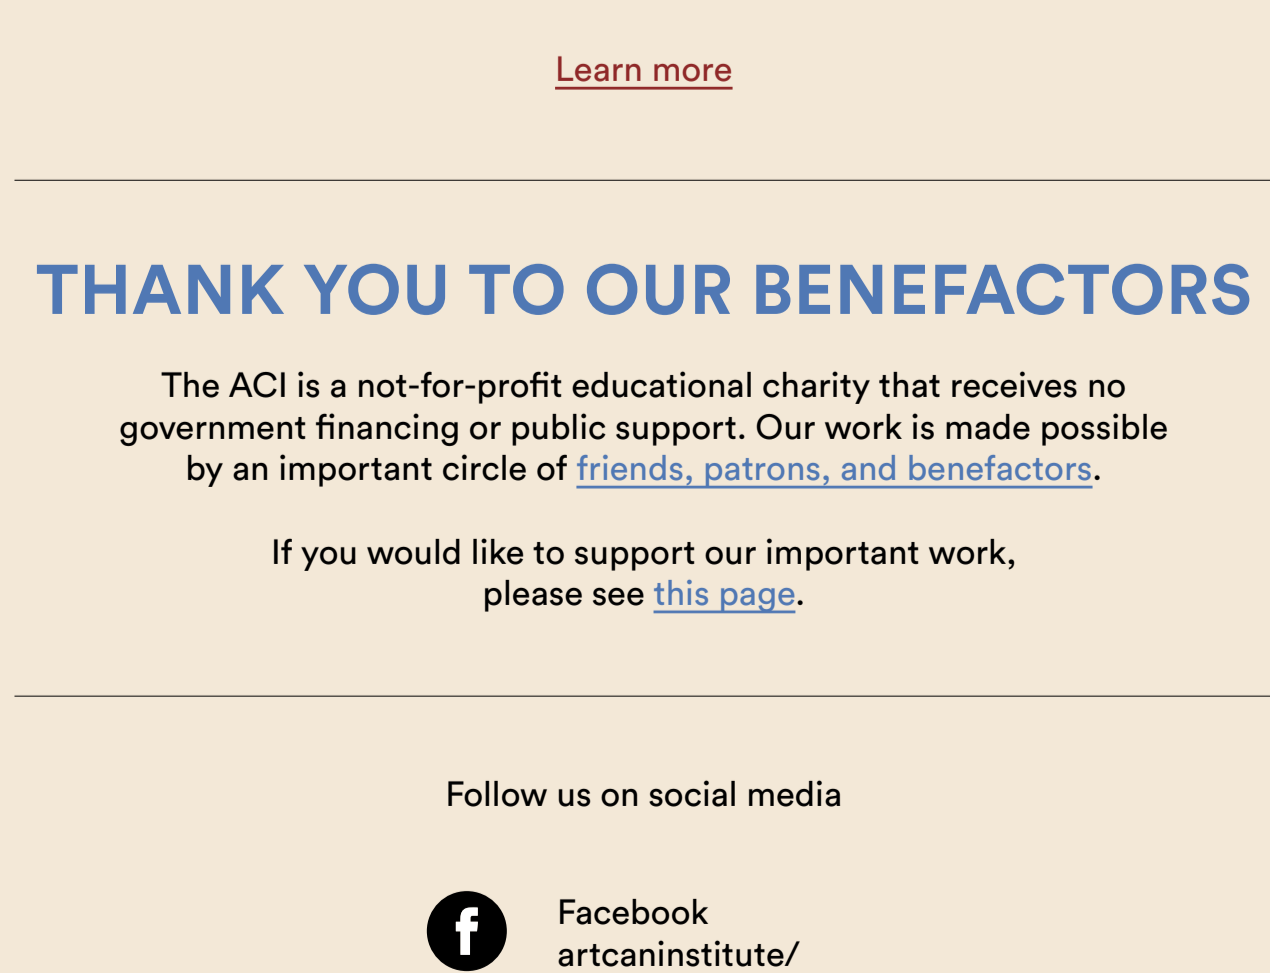 Learn more
THANK YOU TO OUR BENEFACTORS
The ACI is a not-for-profit educational charity that receives no
government financing or public support. Our work is made possible
by an important circle of friends, patrons, and benefactors.
If you would like to support our important work,
please see this page.
Follow us on social media
Facebook
artcaninstitute/